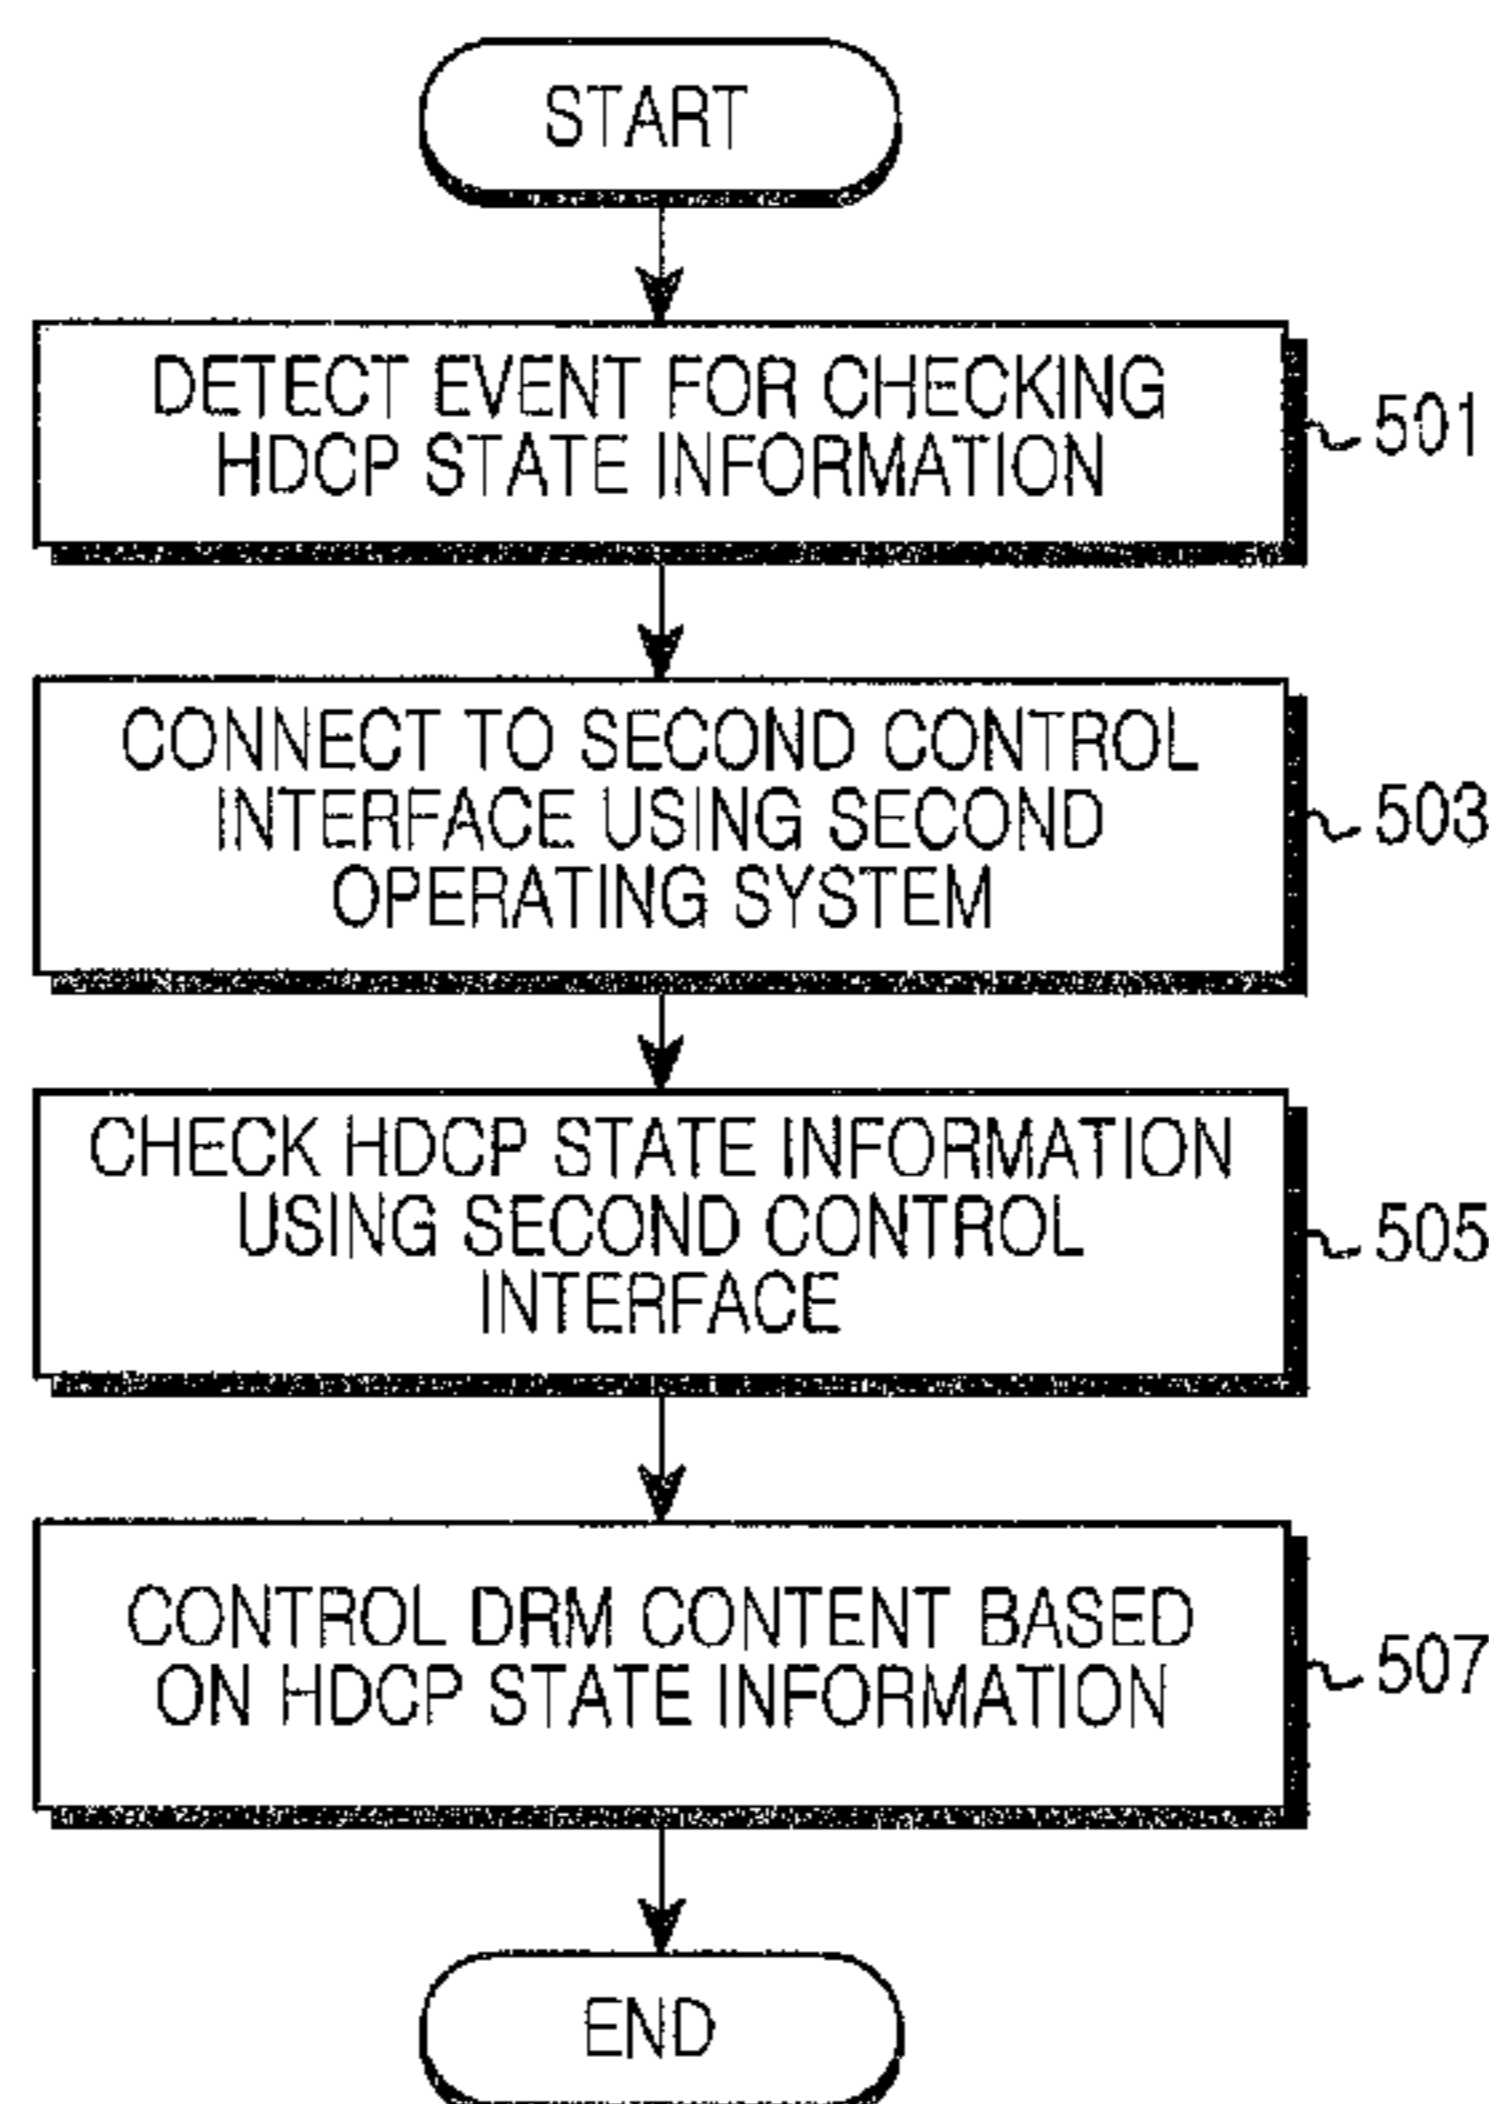 START
DETECT EVENT FOR CHECKING
HDCP STATE INFORMATION
501
CONNECT TO SECOND CONTROL
INTERFACE USING SECOND
OPERATING SYSTEM
503
CHECK HDCP STATE INFORMATION
USING SECOND CONTROL
INTERFACE
505
CONTROL DRM CONTENT BASED
ON HDCP STATE INFORMATION
507
END